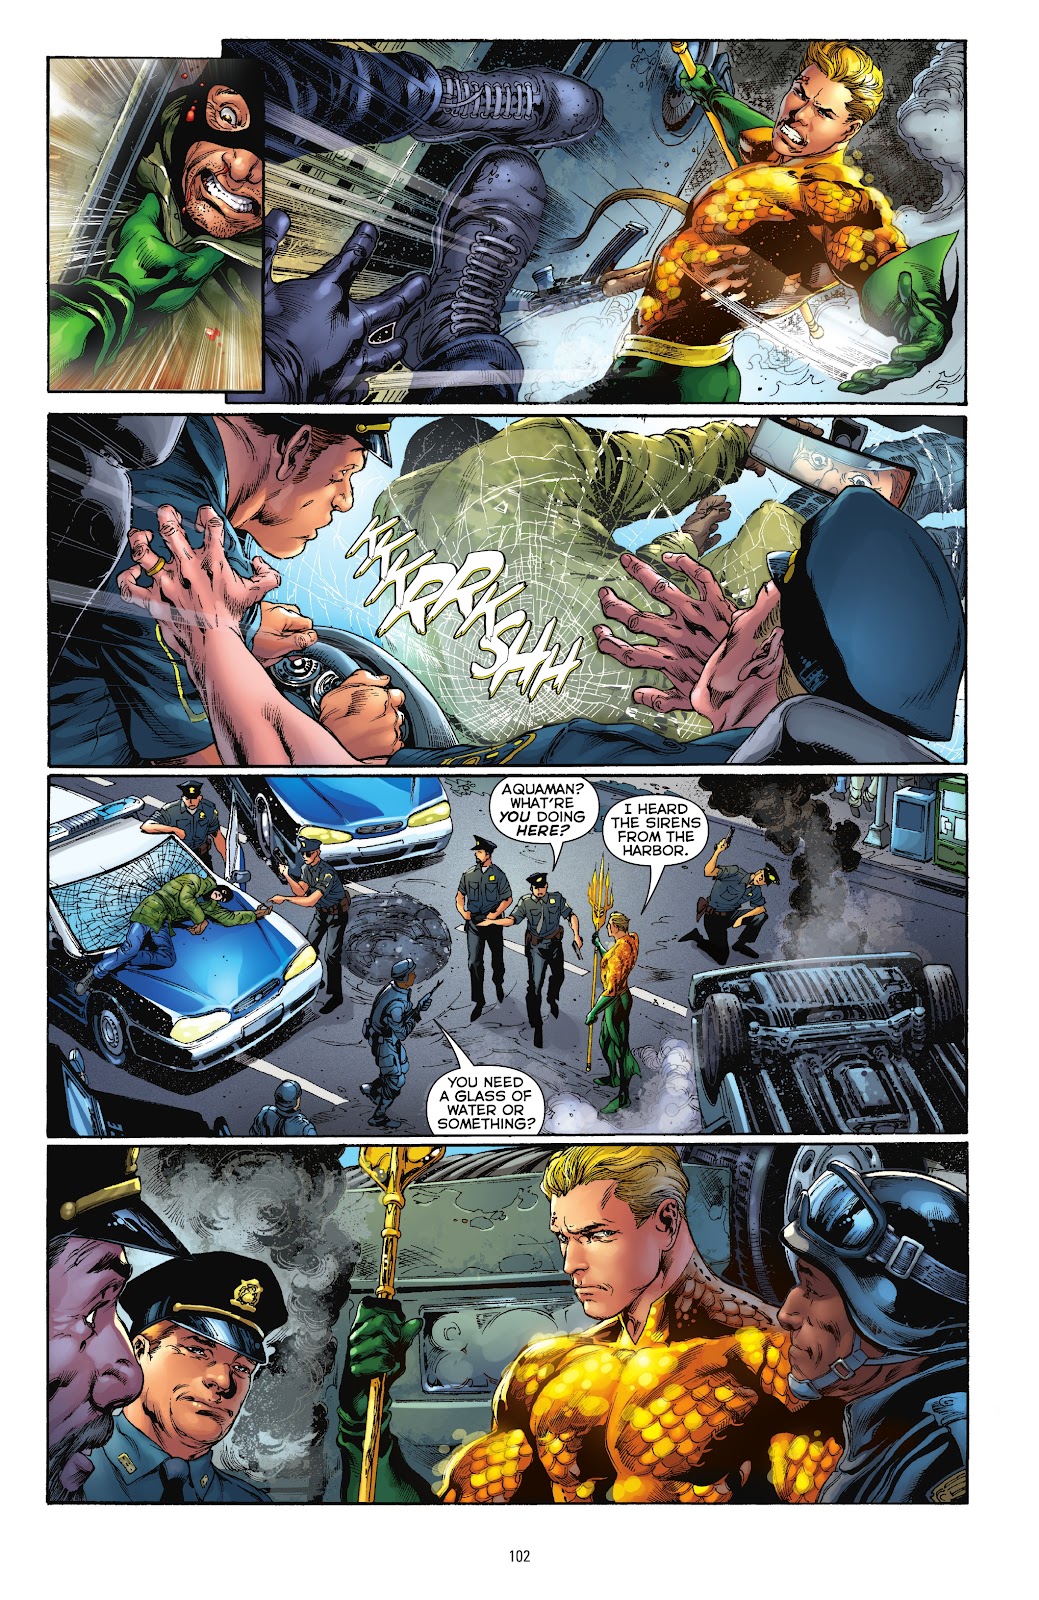 KKKRRRKSHHH
AQUAMAN?
WHAT'RE
YOU DOING
HERE?
I HEARD
THE SIRENS
FROM THE
HARBOR.
YOU NEED
A GLASS OF
WATER OR
SOMETHING?
102